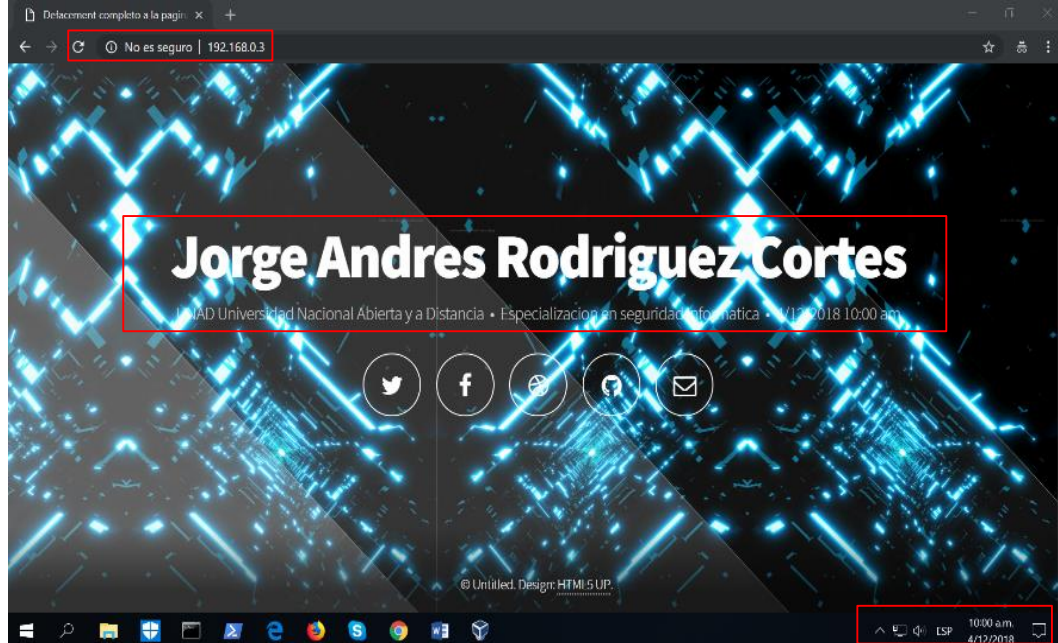 Defacement completo a la pagin
No es seguro | 192.168.0.3
Jorge Andres Rodriguez Cortes
UNAD Universidad Nacional Abierta y a Distancia • Especializacion en seguridad informatica • 4/12/2018 10:00 am
© Untitled. Design: HTML5 UP.
ESP
10:00 a.m.
4/12/2018